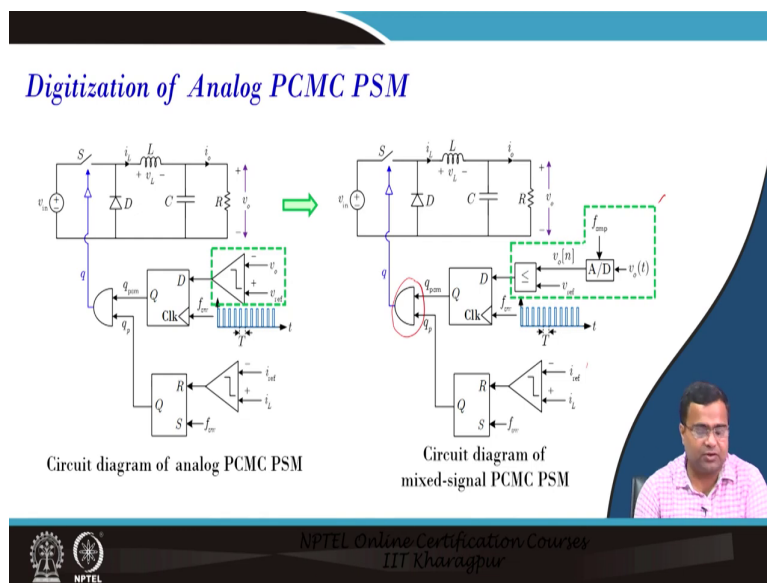 Digitization of Analog PCMC PSM
S i_L L i_o
+ v_L −
v_in + − D C R + v_o −
q
q_psm Q D − v_o
+ v_ref
Clk f_sw
T t
q_p
Q R − i_ref
+ i_L
S f_sw
Circuit diagram of analog PCMC PSM
S i_L L i_o
+ v_L −
v_in + − D C R + v_o −
q
f_smp
v_o[n] A/D v_o(t)
q_psm Q D ≤ v_ref
Clk f_sw
T t
q_p
Q R − i_ref
+ i_L
S f_sw
Circuit diagram of
mixed-signal PCMC PSM
NPTEL Online Certification Courses
IIT Kharagpur
NPTEL